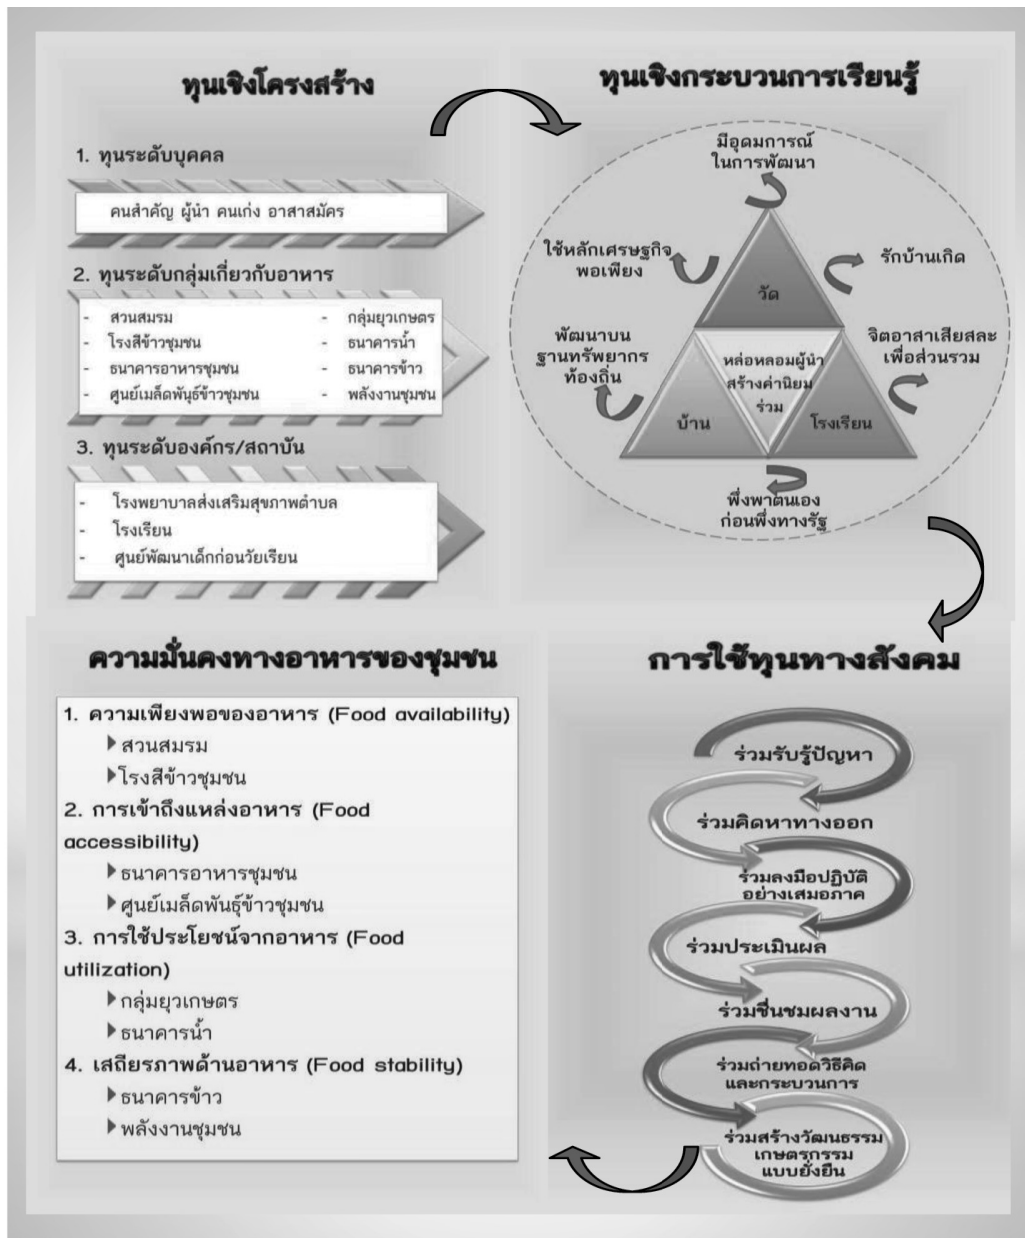 ทุนเชิงโครงสร้าง
1. ทุนระดับบุคคล
คนสำคัญ ผู้นำ คนเก่ง อาสาสมัคร
2. ทุนระดับกลุ่มเกี่ยวกับอาหาร
- สวนสมรม
- โรงสีข้าวชุมชน
- ธนาคารอาหารชุมชน
- ศูนย์เมล็ดพันธุ์ข้าวชุมชน
- กลุ่มยุวเกษตร
- ธนาคารน้ำ
- ธนาคารข้าว
- พลังงานชุมชน
3. ทุนระดับองค์กร/สถาบัน
- โรงพยาบาลส่งเสริมสุขภาพตำบล
- โรงเรียน
- ศูนย์พัฒนาเด็กก่อนวัยเรียน
ทุนเชิงกระบวนการเรียนรู้
มีอุดมการณ์
ในการพัฒนา
ใช้หลักเศรษฐกิจ
พอเพียง
รักบ้านเกิด
วัด
พัฒนาบน
ฐานทรัพยากร
ท้องถิ่น
จิตอาสาเสียสละ
เพื่อส่วนรวม
หล่อหลอมผู้นำ
สร้างค่านิยม
ร่วม
บ้าน
โรงเรียน
พึ่งพาตนเอง
ก่อนพึ่งทางรัฐ
การใช้ทุนทางสังคม
ร่วมรับรู้ปัญหา
ร่วมคิดหาทางออก
ร่วมลงมือปฏิบัติ
อย่างเสมอภาค
ร่วมประเมินผล
ร่วมชื่นชมผลงาน
ร่วมถ่ายทอดวิธีคิด
และกระบวนการ
ร่วมสร้างวัฒนธรรม
เกษตรกรรม
แบบยั่งยืน
ความมั่นคงทางอาหารของชุมชน
1. ความเพียงพอของอาหาร (Food availability)
สวนสมรม
โรงสีข้าวชุมชน
2. การเข้าถึงแหล่งอาหาร (Food
accessibility)
ธนาคารอาหารชุมชน
ศูนย์เมล็ดพันธุ์ข้าวชุมชน
3. การใช้ประโยชน์จากอาหาร (Food
utilization)
กลุ่มยุวเกษตร
ธนาคารน้ำ
4. เสถียรภาพด้านอาหาร (Food stability)
ธนาคารข้าว
พลังงานชุมชน